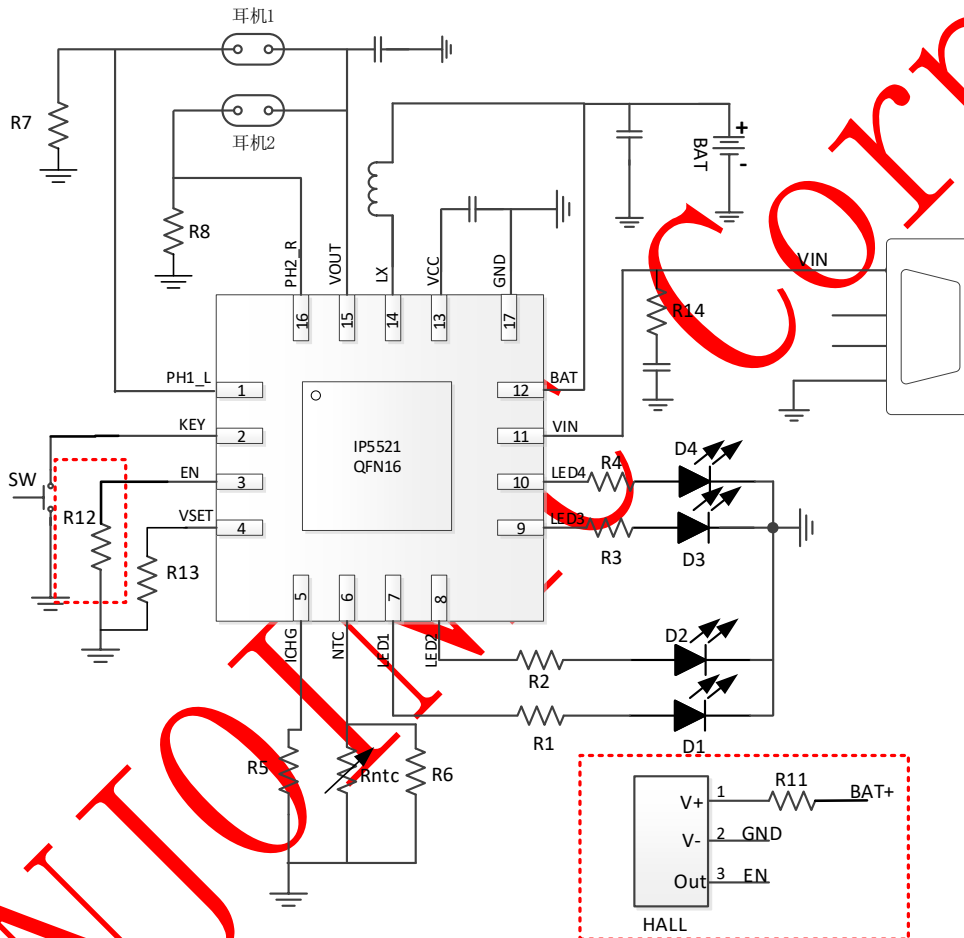 耳机1
R7
耳机2
R8
+
BAT
-
PH2_R
VOUT
LX
VCC
GND
VIN
R14
16
15
14
13
17
PH1_L
1
12
BAT
KEY
2
11
VIN
IP5521
QFN16
SW
EN
3
10
LED4
R4
D4
R12
VSET
4
9
LED3
R3
D3
R13
5
6
7
8
ICHG
NTC
LED1
LED2
D2
R2
R1
D1
R5
Rntc
R6
V+
1
R11
BAT+
V-
2
GND
Out
3
EN
HALL
Corp